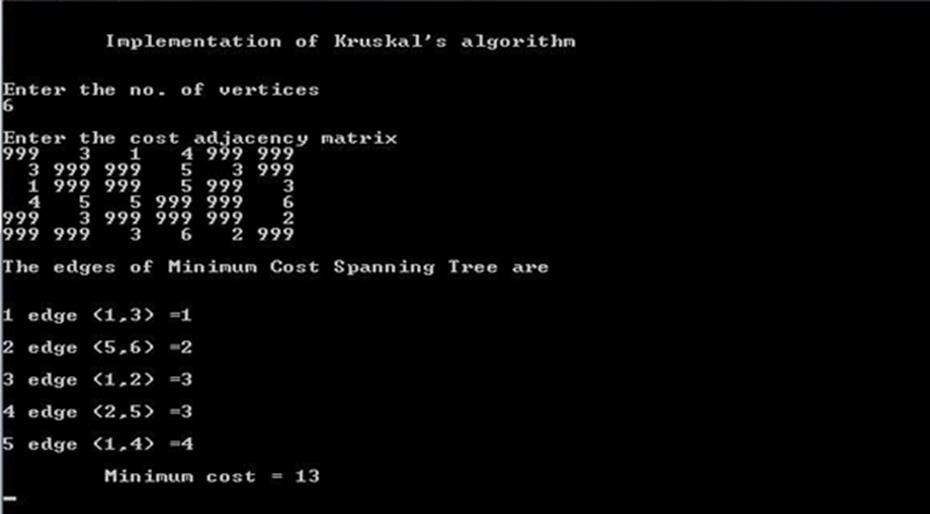 Implementation of Kruskal's algorithm
Enter the no. of vertices
6
Enter the cost adjacency matrix
999 3 1 4 999 999
3 999 999 5 3 999
1 999 999 5 999 3
4 5 5 999 999 6
999 3 999 999 999 2
999 999 3 6 2 999
The edges of Minimum Cost Spanning Tree are
1 edge (1,3) =1
2 edge (5,6) =2
3 edge (1,2) =3
4 edge (2,5) =3
5 edge (1,4) =4
Minimum cost = 13